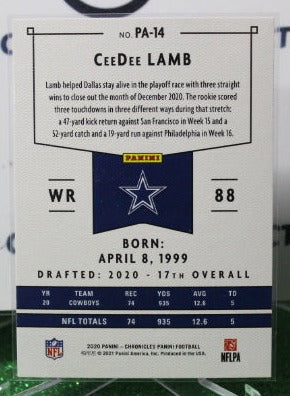 NO. PA-14
CEEDEE LAMB
Lamb helped Dallas stay alive in the playoff race with three straight
wins to close out the month of December 2020. The rookie scored
three touchdowns in three different ways during that stretch:
a 47-yard kick return against San Francisco in Week 15 and a
52-yard catch and a 19-yard run against Philadelphia in Week 16.
PANINI
WR 88
BORN:
APRIL 8, 1999
DRAFTED: 2020 - 17TH OVERALL
YR TEAM REC YDS AVG TD
20 COWBOYS 74 935 12.6 5
NFL TOTALS 74 935 12.6 5
NFL
2020 PANINI – CHRONICLES PANINI FOOTBALL
© 2021 Panini America, Inc. Produced in the USA.
NFLPA